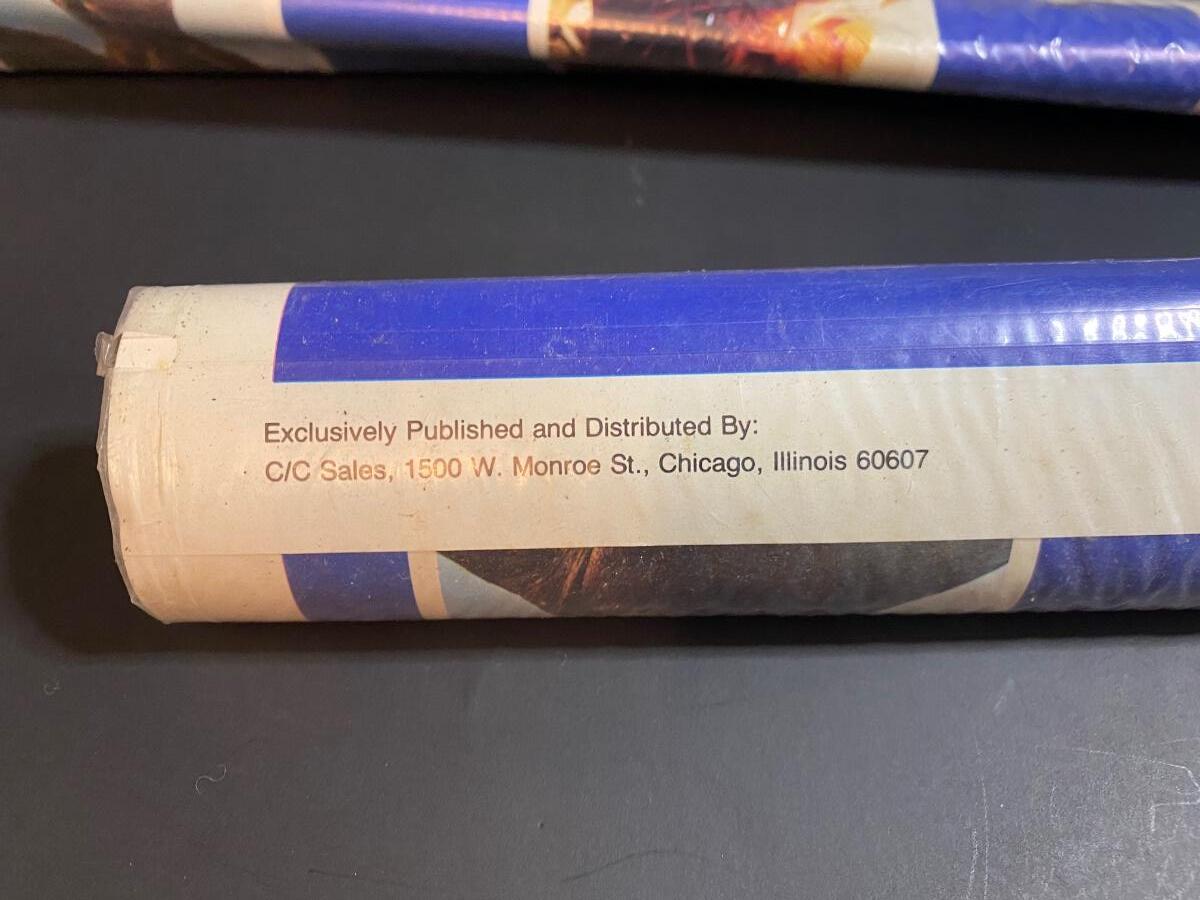 Exclusively Published and Distributed By:
C/C Sales, 1500 W. Monroe St., Chicago, Illinois 60607